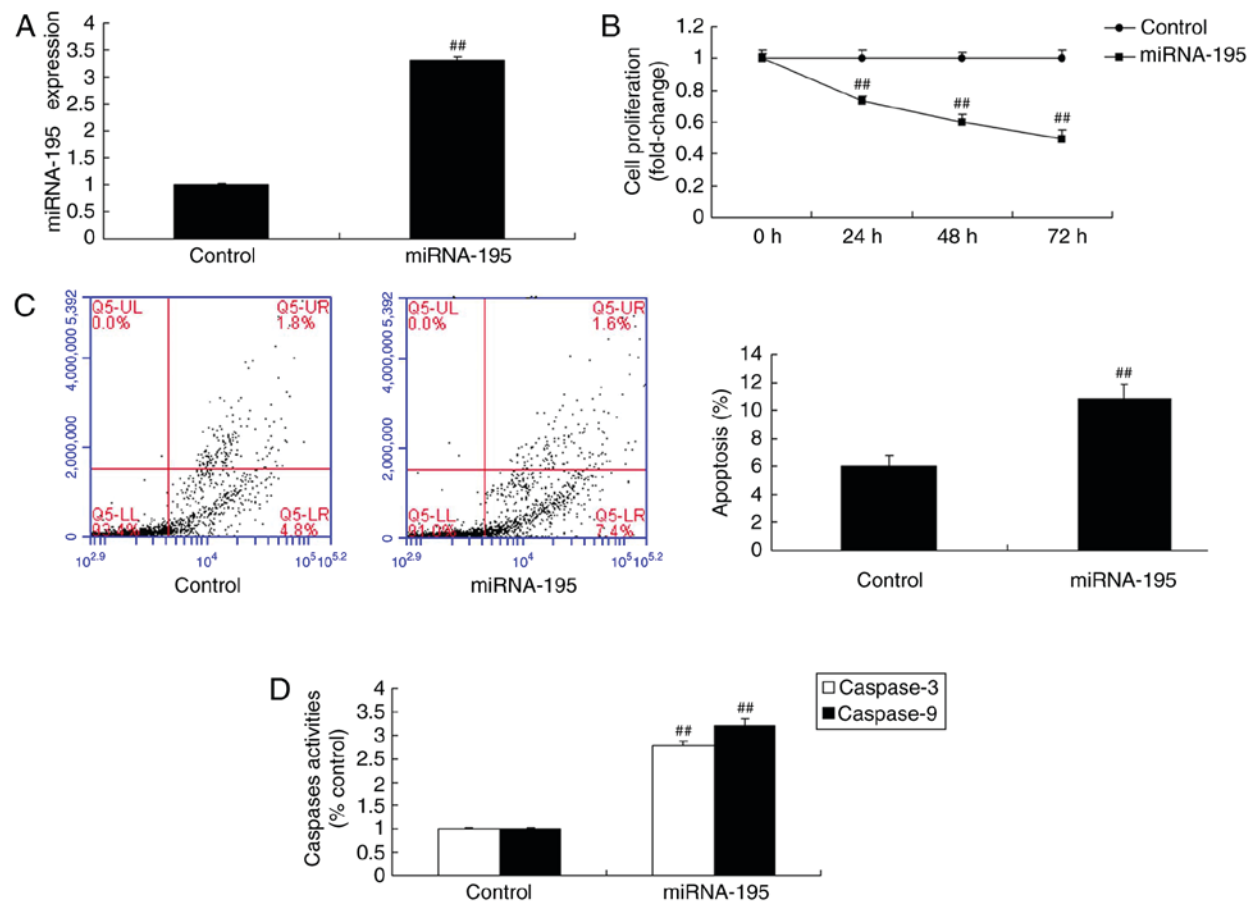 A
miRNA-195 expression
4
3.5
3
2.5
2
1.5
1
0.5
0
##
Control
miRNA-195
B
Cell proliferation
(fold-change)
1.2
1
0.8
0.6
0.4
0.2
0
##
##
##
0 h
24 h
48 h
72 h
Control
miRNA-195
C
5,392
4,000,000
2,000,000
0
Q5-UL
0.0%
Q5-UR
1.8%
Q5-LL
Q5-LR
4.8%
10^2.9
10^4
10^5
10^5.2
Control
5,392
4,000,000
2,000,000
0
Q5-UL
0.0%
Q5-UR
1.6%
Q5-LL
Q5-LR
7.4%
10^2.9
10^4
10^5
10^5.2
miRNA-195
Apoptosis (%)
14
12
10
8
6
4
2
0
##
Control
miRNA-195
D
Caspases activities
(% control)
4
3.5
3
2.5
1.5
1
0.5
0
##
##
Control
miRNA-195
Caspase-3
Caspase-9